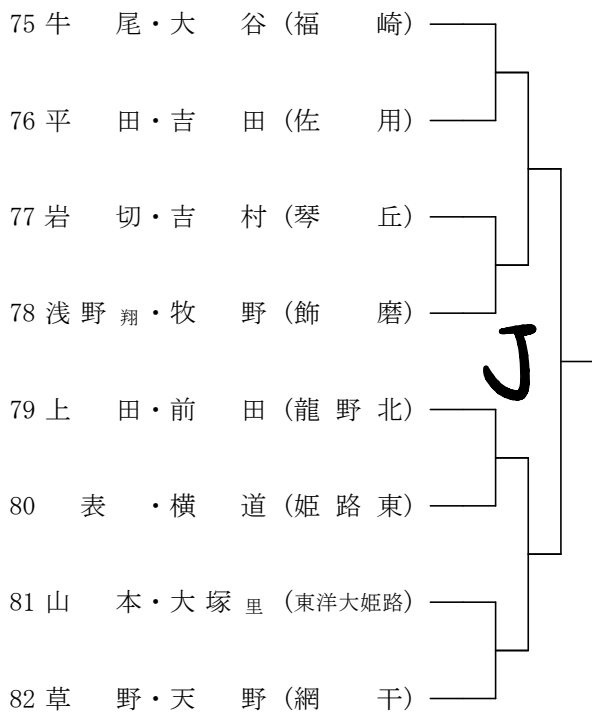 75 牛尾・大谷 (福崎)
76 平田・吉田 (佐用)
77 岩切・吉村 (琴丘)
78 浅野翔・牧野 (飾磨)
J
79 上田・前田 (龍野北)
80 表・横道 (姫路東)
81 山本・大塚里 (東洋大姫路)
82 草野・天野 (網干)